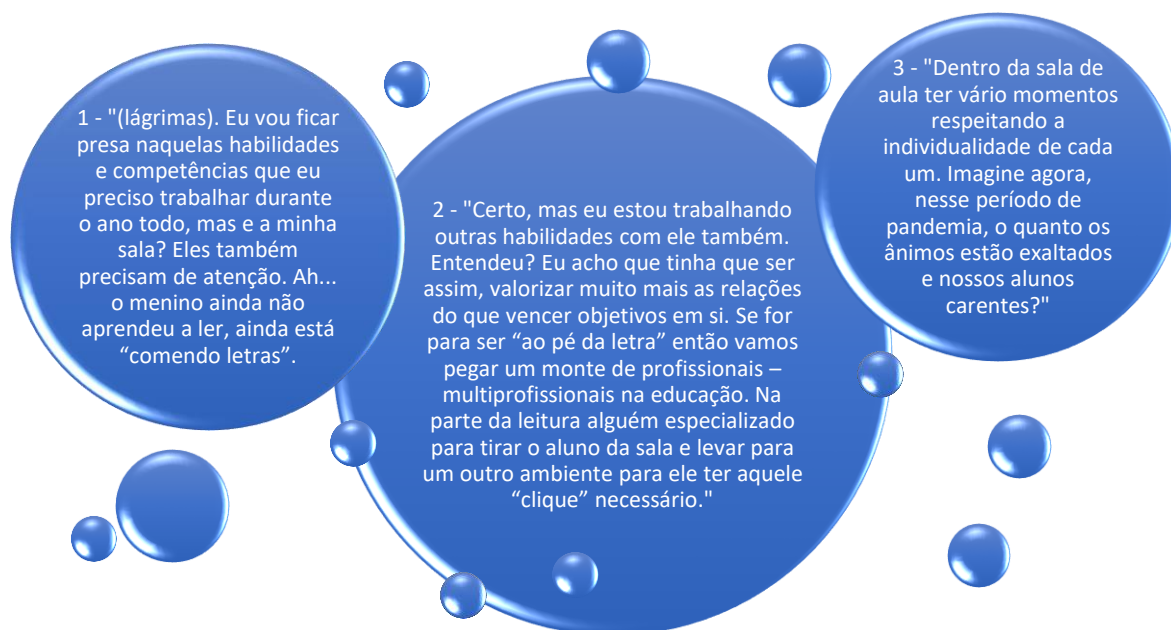 1 - "(lágrimas). Eu vou ficar
presa naquelas habilidades
e competências que eu
preciso trabalhar durante
o ano todo, mas e a minha
sala? Eles também
precisam de atenção. Ah...
o menino ainda não
aprendeu a ler, ainda está
“comendo letras”.
2 - "Certo, mas eu estou trabalhando
outras habilidades com ele também.
Entendeu? Eu acho que tinha que ser
assim, valorizar muito mais as relações
do que vencer objetivos em si. Se for
para ser “ao pé da letra” então vamos
pegar um monte de profissionais –
multiprofissionais na educação. Na
parte da leitura alguém especializado
para tirar o aluno da sala e levar para
um outro ambiente para ele ter aquele
“clique” necessário."
3 - "Dentro da sala de
aula ter vário momentos
respeitando a
individualidade de cada
um. Imagine agora,
nesse período de
pandemia, o quanto os
ânimos estão exaltados
e nossos alunos
carentes?"